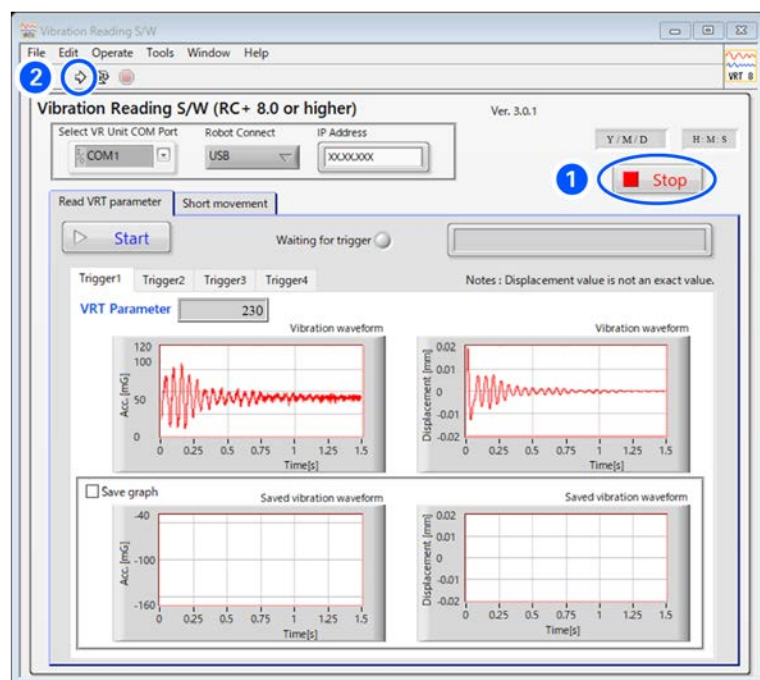 Vibration Reading S/W
File Edit Operate Tools Window Help
2
VRT 8
Vibration Reading S/W (RC+ 8.0 or higher)
Ver. 3.0.1
Select VR Unit COM Port Robot Connect IP Address
COM1 USB XX.XX.XXX
Y / M / D H: M: S
1 Stop
Read VRT parameter Short movement
Start Waiting for trigger
Trigger1 Trigger2 Trigger3 Trigger4 Notes : Displacement value is not an exact value.
VRT Parameter 230
Vibration waveform
120
100
50
0
Acc. [mG]
0 0.25 0.5 0.75 1 1.25 1.5
Time[s]
Vibration waveform
0.02
0.01
0
-0.01
-0.02
Displacement [mm]
0 0.25 0.5 0.75 1 1.25 1.5
Time[s]
Save graph
Saved vibration waveform
-40
-100
-160
Acc. [mG]
0 0.25 0.5 0.75 1 1.25 1.5
Time[s]
Saved vibration waveform
0.02
0.01
0
-0.01
-0.02
Displacement [mm]
0 0.25 0.5 0.75 1 1.25 1.5
Time[s]